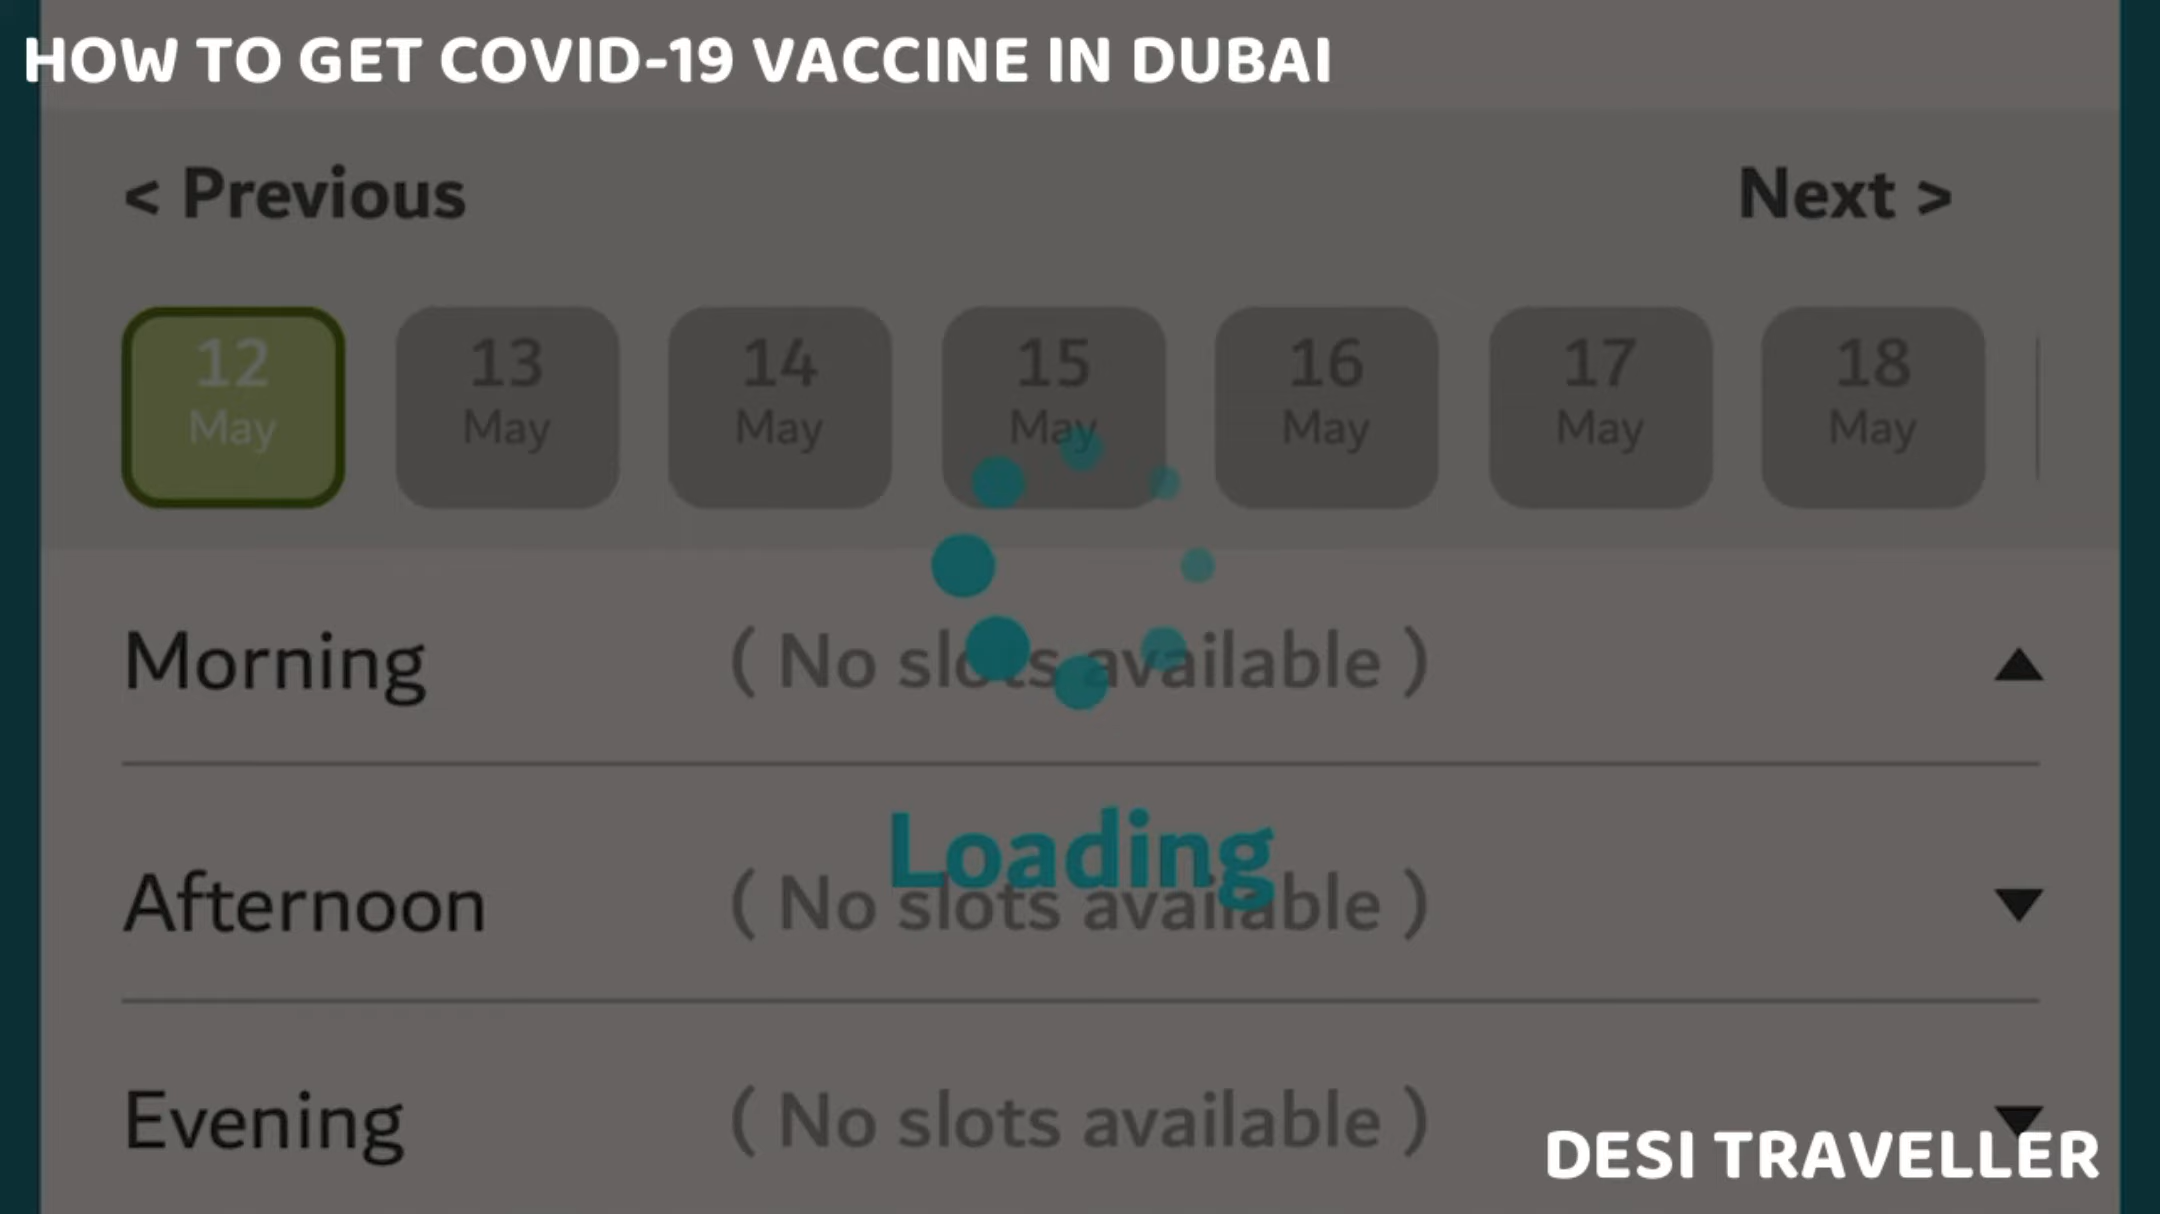 HOW TO GET COVID-19 VACCINE IN DUBAI
< Previous Next >
12 13 14 15 16 17 18
May May May May May May May
Morning ( No slots available )
Loading
Afternoon ( No slots available )
Evening ( No slots available )
DESI TRAVELLER